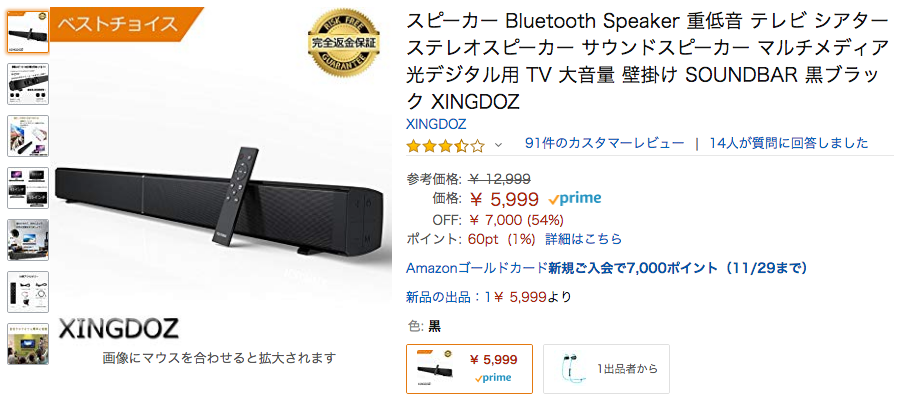 ベストチョイス
RISK FREE
完全返金保証
GUARANTEE
XINGDOZ
画像にマウスを合わせると拡大されます
スピーカー Bluetooth Speaker 重低音 テレビ シアター
ステレオスピーカー サウンドスピーカー マルチメディア
光デジタル用 TV 大音量 壁掛け SOUNDBAR 黒ブラッ
ク XINGDOZ
XINGDOZ
91件のカスタマーレビュー | 14人が質問に回答しました
参考価格: ¥ 12,999
価格: ¥ 5,999 prime
OFF: ¥ 7,000 (54%)
ポイント: 60pt (1%) 詳細はこちら
Amazonゴールドカード新規ご入会で7,000ポイント（11/29まで）
新品の出品：1¥ 5,999より
色: 黒
¥ 5,999
prime
1出品者から